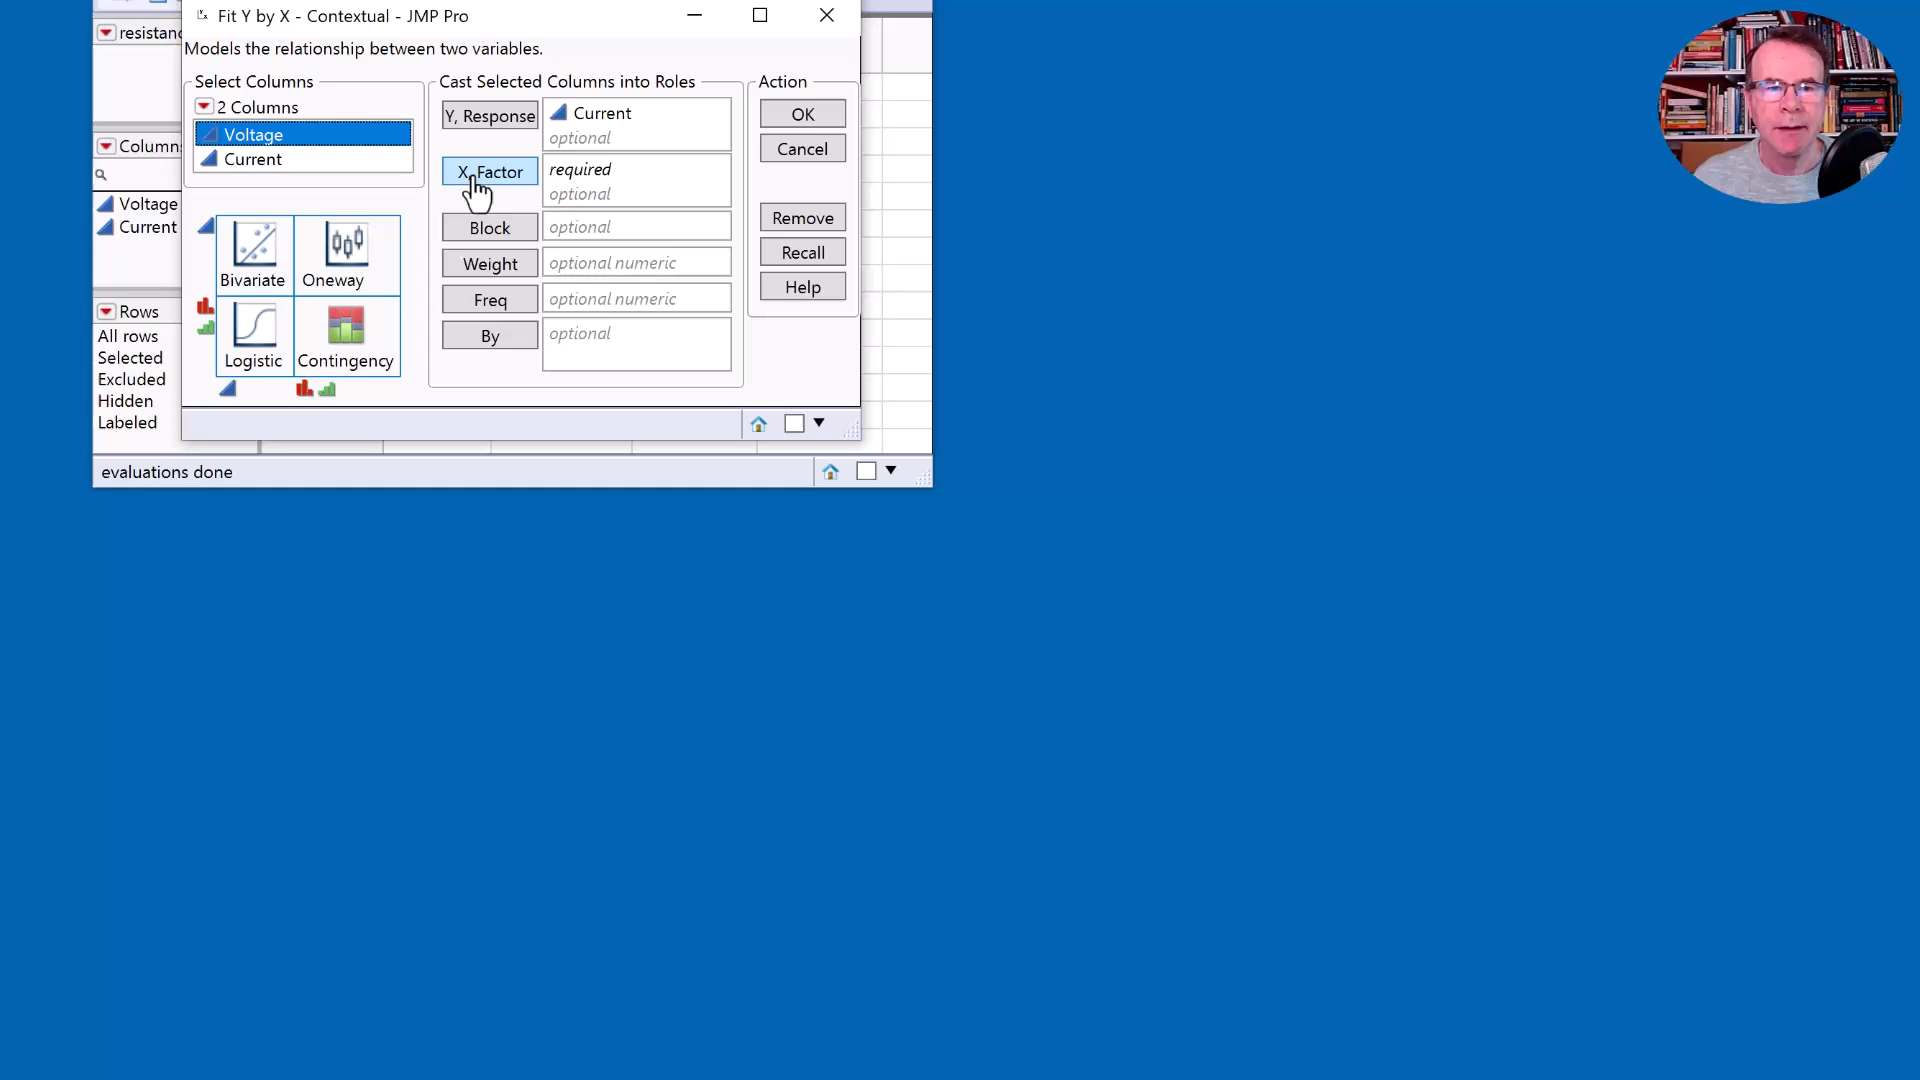 Fit Y by X - Contextual - JMP Pro
Models the relationship between two variables.
Select Columns
2 Columns
Voltage
Current
Bivariate
Oneway
Logistic
Contingency
Cast Selected Columns into Roles
Y, Response
Current
optional
X, Factor
required
optional
Block
optional
Weight
optional numeric
Freq
optional numeric
By
optional
Action
OK
Cancel
Remove
Recall
Help
Voltage
Current
Rows
All rows
Selected
Excluded
Hidden
Labeled
evaluations done